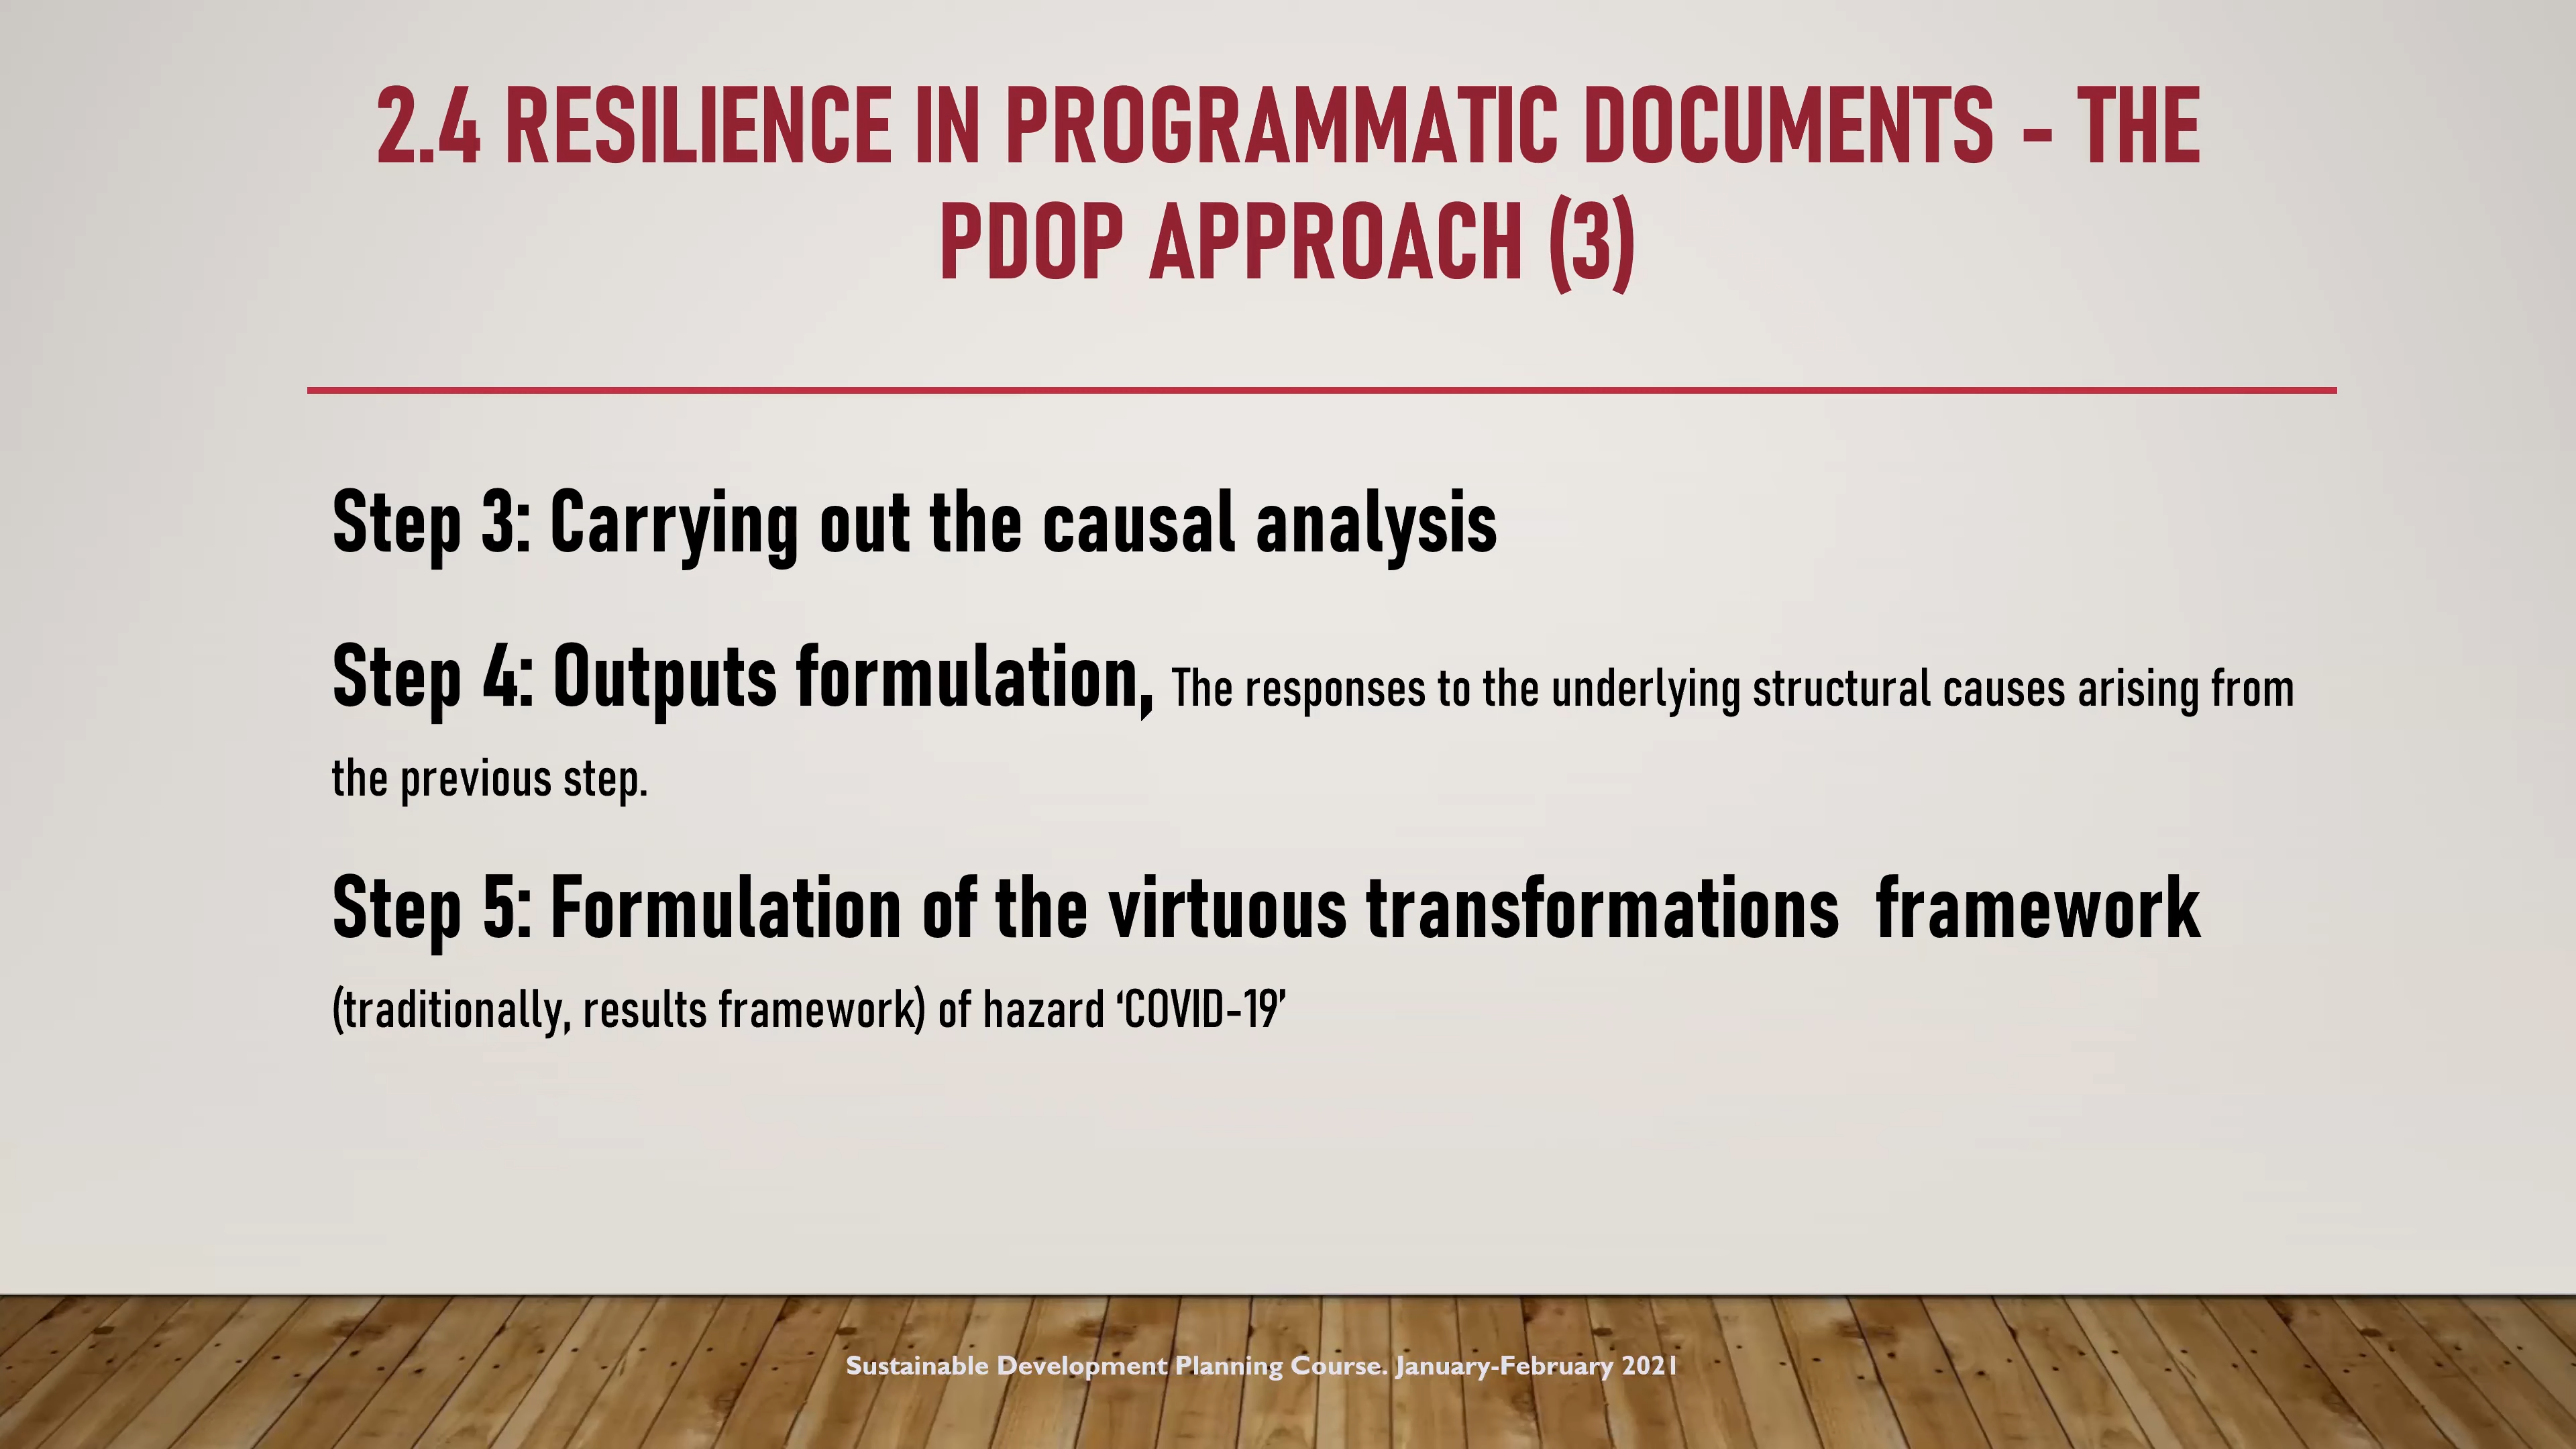 2.4 RESILIENCE IN PROGRAMMATIC DOCUMENTS - THE
PDOP APPROACH (3)
Step 3: Carrying out the causal analysis
Step 4: Outputs formulation, The responses to the underlying structural causes arising from
the previous step.
Step 5: Formulation of the virtuous transformations  framework
(traditionally, results framework) of hazard ‘COVID-19’
Sustainable Development Planning Course. January-February 2021